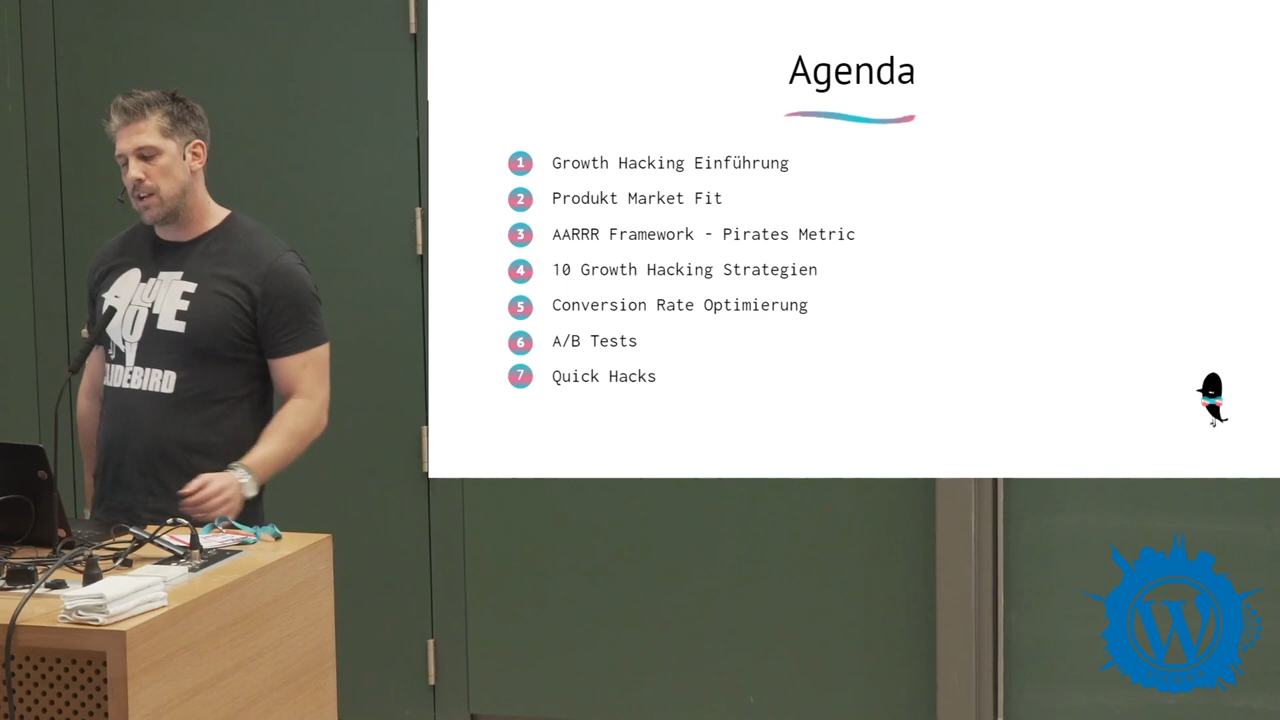 Agenda
1 Growth Hacking Einführung
2 Produkt Market Fit
3 AARRR Framework - Pirates Metric
4 10 Growth Hacking Strategien
5 Conversion Rate Optimierung
6 A/B Tests
7 Quick Hacks
W